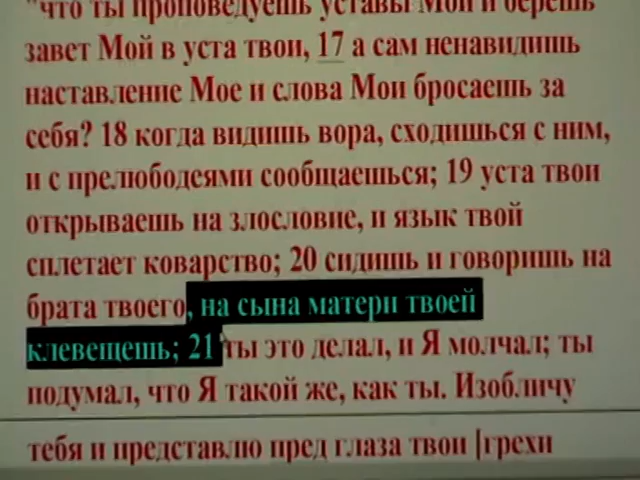 "что ты проповедуешь уставы Мои и берешь
завет Мой в уста твои, 17 а сам ненавидишь
наставление Мое и слова Мои бросаешь за
себя? 18 когда видишь вора, сходишься с ним,
и с прелюбодеями сообщаешься; 19 уста твои
открываешь на злословие, и язык твой
сплетает коварство; 20 сидишь и говоришь на
брата твоего, на сына матери твоей
клевещешь; 21 ты это делал, и Я молчал; ты
подумал, что Я такой же, как ты. Изобличу
тебя и представлю пред глаза твои [грехи